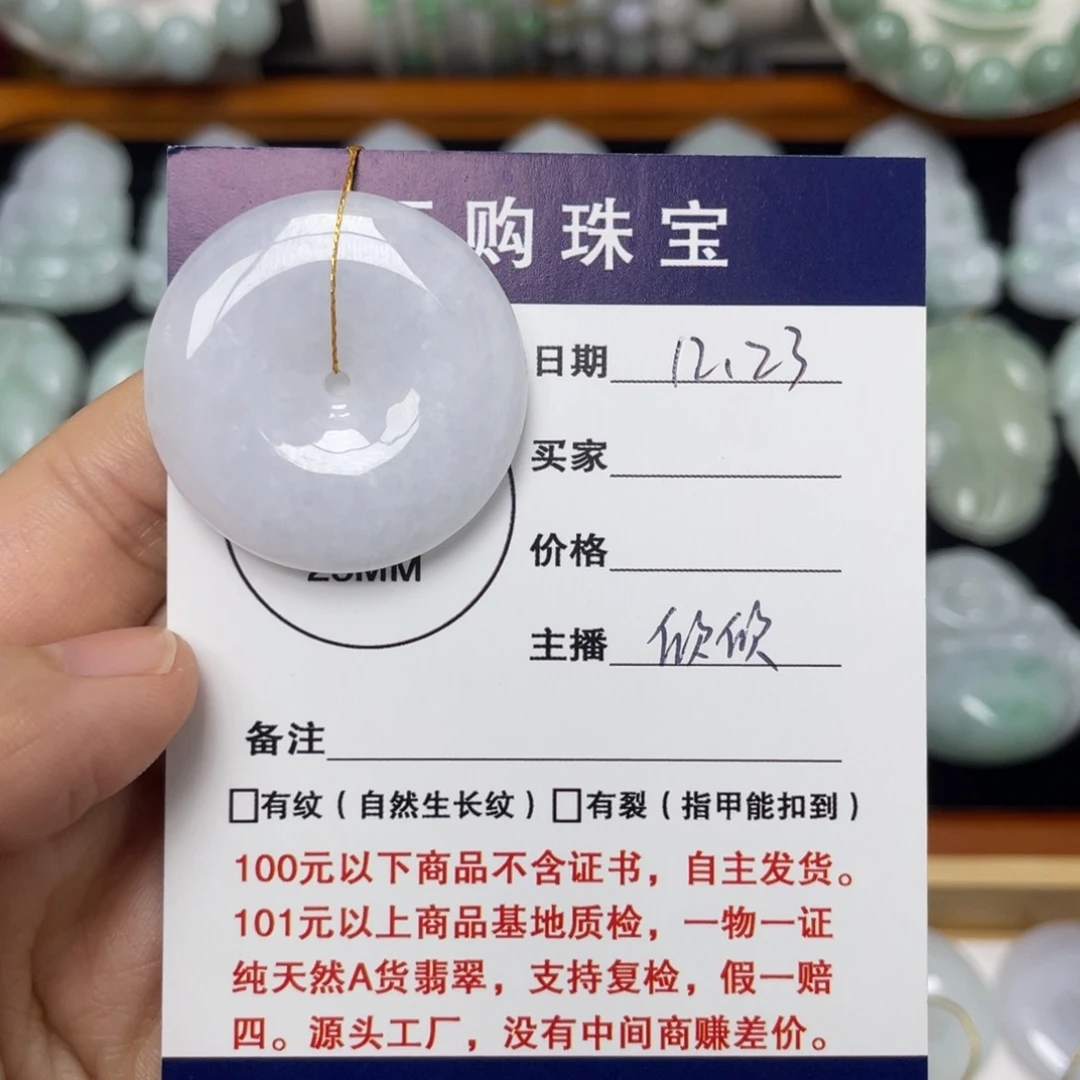 购珠宝
日期 12.23
买家
价格
MM
主播 欣欣
备注
□有纹（自然生长纹）□有裂（指甲能扣到）
100元以下商品不含证书，自主发货。
101元以上商品基地质检，一物一证
纯天然A货翡翠，支持复检，假一赔
四。源头工厂，没有中间商赚差价。